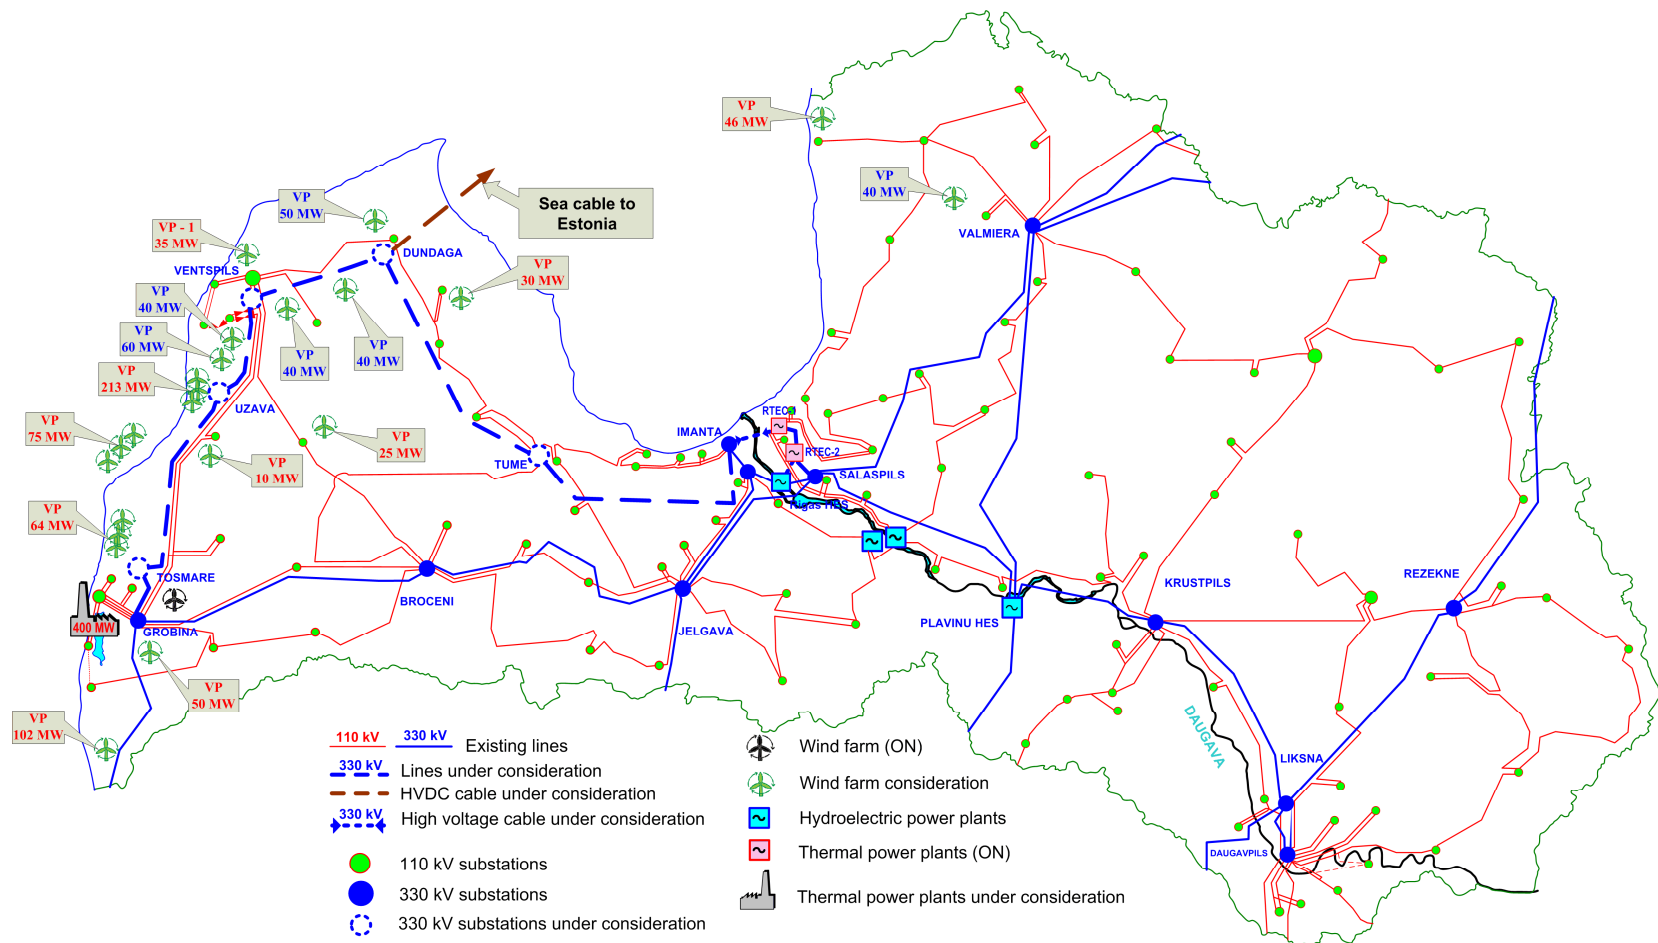 VP
46 MW
VP
40 MW
VALMIERA
VP
50 MW
Sea cable to
Estonia
VP - 1
35 MW
VENTSPILS
DUNDAGA
VP
30 MW
VP
40 MW
VP
60 MW
VP
40 MW
VP
40 MW
VP
213 MW
UZAVA
VP
75 MW
VP
25 MW
VP
10 MW
TUME
IMANTA
RTEC-1
RTEC-2
SALASPILS
Rigas HES
VP
64 MW
TOSMARE
400 MW
GROBINA
BROCENI
JELGAVA
PLAVINU HES
KRUSTPILS
REZEKNE
VP
50 MW
VP
102 MW
DAUGAVA
LIKSNA
DAUGAVPILS
110 kV
330 kV
Existing lines
330 kV
Lines under consideration
HVDC cable under consideration
330 kV
High voltage cable under consideration
110 kV substations
330 kV substations
330 kV substations under consideration
Wind farm (ON)
Wind farm consideration
Hydroelectric power plants
Thermal power plants (ON)
Thermal power plants under consideration